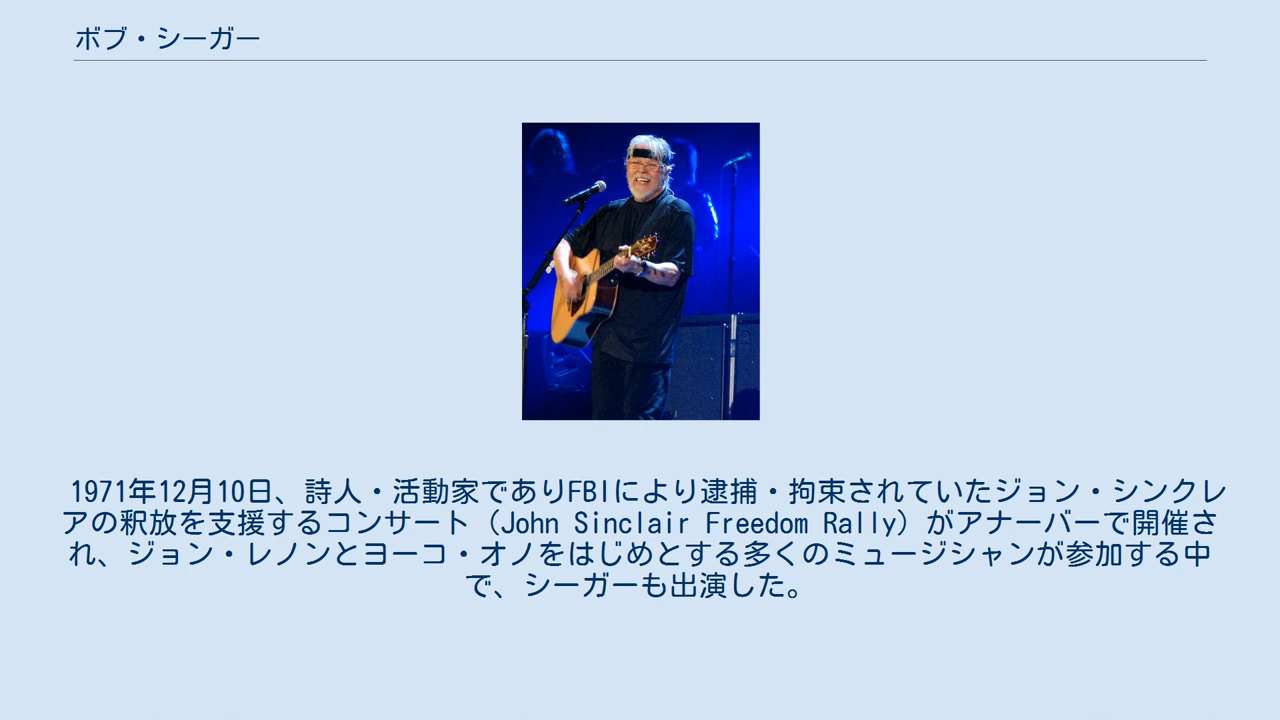 ボブ・シーガー
1971年12月10日、詩人・活動家でありFBIにより逮捕・拘束されていたジョン・シンクレ
アの釈放を支援するコンサート（John Sinclair Freedom Rally）がアナーバーで開催さ
れ、ジョン・レノンとヨーコ・オノをはじめとする多くのミュージシャンが参加する中
で、シーガーも出演した。